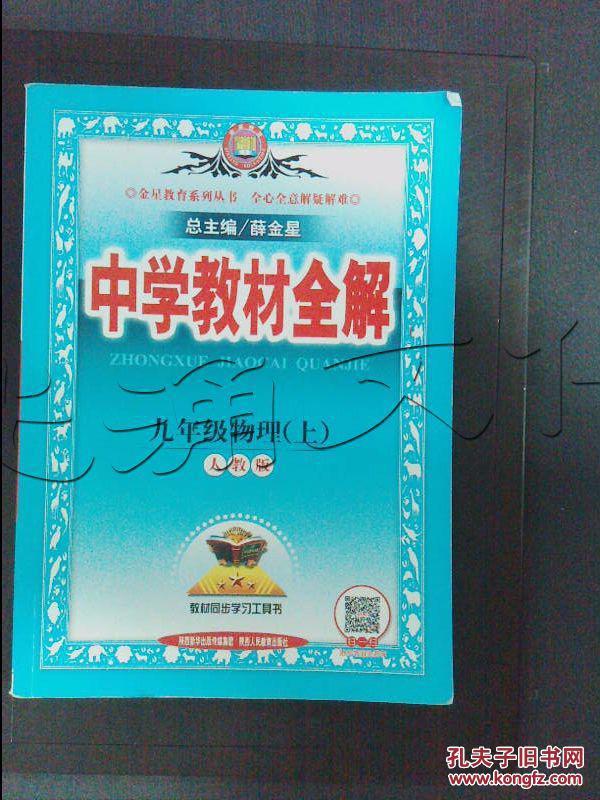 ◎金星教育系列丛书 全心全意解疑解难◎
总主编/薛金星
中学教材全解
ZHONGXUE JIAOCAI QUANJIE
九年级物理(上)
人教版
教材同步学习工具书
陕西新华出版传媒集团 陕西人民教育出版社
扫一扫
孔夫子旧书网
www.kongfz.com